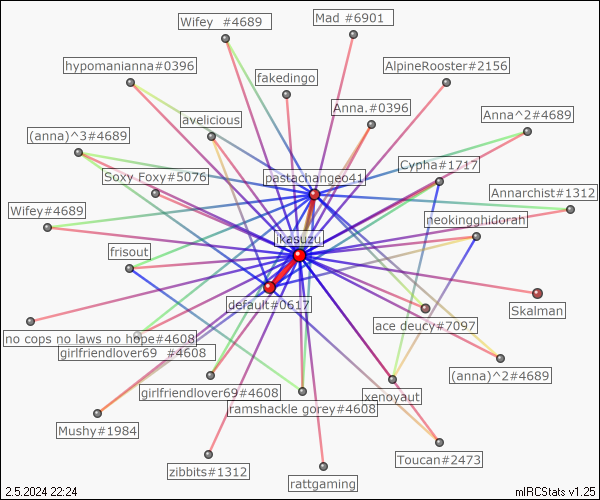 Wifey #4689
Mad #6901
hypomanianna#0396
fakedingo
AlpineRooster#2156
avelicious
Anna.#0396
Anna^2#4689
(anna)^3#4689
Cypha#1717
Soxy Foxy#5076
pastachangeo41
Annarchist#1312
Wifey#4689
neokingghidorah
ikasuzu
frisout
default#0617
Skalman
ace deucy#7097
no cops no laws no hope#4608
girlfriendlover69 #4608
(anna)^2#4689
girlfriendlover69#4608
xenoyaut
ramshackle gorey#4608
Mushy#1984
Toucan#2473
zibbits#1312
rattgaming
2.5.2024 22:24
mIRCStats v1.25